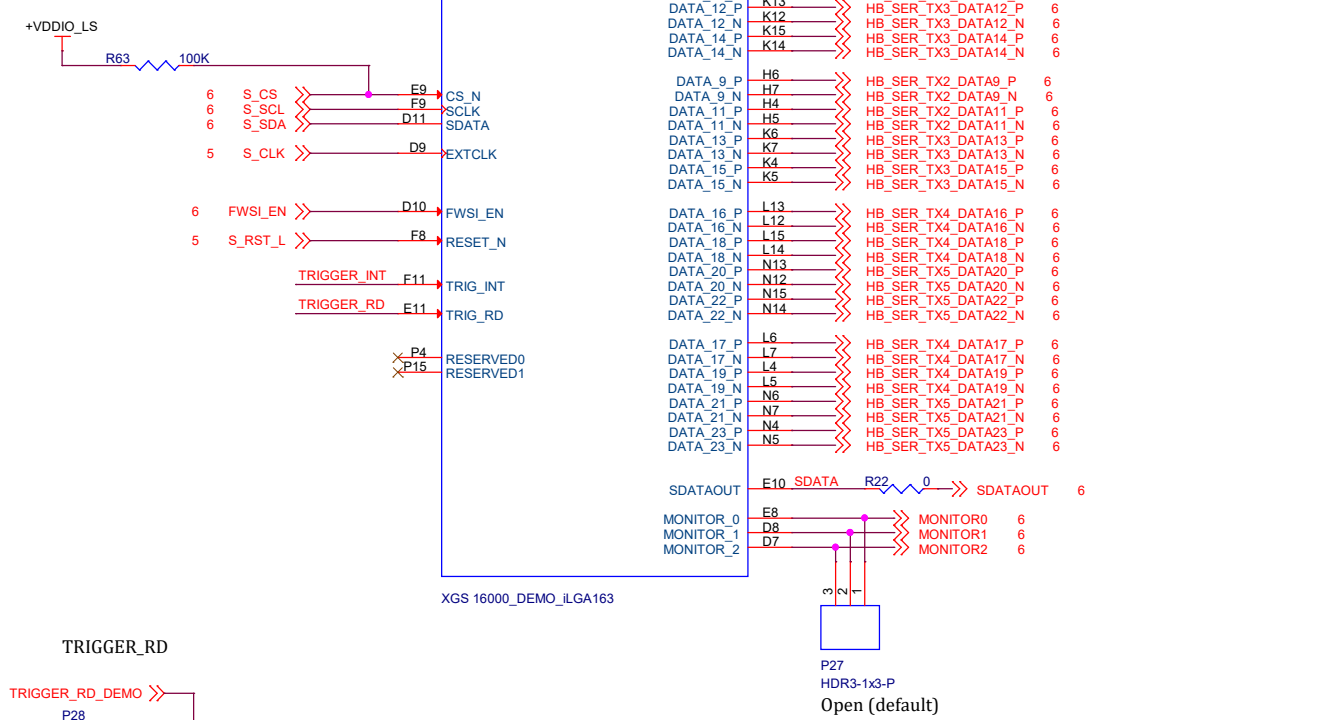 +VDDIO_LS
R63 100K
6 S_CS E9 CS_N
6 S_SCL F9 SCLK
6 S_SDA D11 SDATA
5 S_CLK D9 EXTCLK
6 FWSI_EN D10 FWSI_EN
5 S_RST_L F8 RESET_N
TRIGGER_INT F11 TRIG_INT
TRIGGER_RD E11 TRIG_RD
P4 RESERVED0
P15 RESERVED1
DATA_12_P K13 HB_SER_TX3_DATA12_P 6
DATA_12_N K12 HB_SER_TX3_DATA12_N 6
DATA_14_P K15 HB_SER_TX3_DATA14_P 6
DATA_14_N K14 HB_SER_TX3_DATA14_N 6
DATA_9_P H6 HB_SER_TX2_DATA9_P 6
DATA_9_N H7 HB_SER_TX2_DATA9_N 6
DATA_11_P H4 HB_SER_TX2_DATA11_P 6
DATA_11_N H5 HB_SER_TX2_DATA11_N 6
DATA_13_P K6 HB_SER_TX3_DATA13_P 6
DATA_13_N K7 HB_SER_TX3_DATA13_N 6
DATA_15_P K4 HB_SER_TX3_DATA15_P 6
DATA_15_N K5 HB_SER_TX3_DATA15_N 6
DATA_16_P L13 HB_SER_TX4_DATA16_P 6
DATA_16_N L12 HB_SER_TX4_DATA16_N 6
DATA_18_P L15 HB_SER_TX4_DATA18_P 6
DATA_18_N L14 HB_SER_TX4_DATA18_N 6
DATA_20_P N13 HB_SER_TX5_DATA20_P 6
DATA_20_N N12 HB_SER_TX5_DATA20_N 6
DATA_22_P N15 HB_SER_TX5_DATA22_P 6
DATA_22_N N14 HB_SER_TX5_DATA22_N 6
DATA_17_P L6 HB_SER_TX4_DATA17_P 6
DATA_17_N L7 HB_SER_TX4_DATA17_N 6
DATA_19_P L4 HB_SER_TX4_DATA19_P 6
DATA_19_N L5 HB_SER_TX4_DATA19_N 6
DATA_21_P N6 HB_SER_TX5_DATA21_P 6
DATA_21_N N7 HB_SER_TX5_DATA21_N 6
DATA_23_P N4 HB_SER_TX5_DATA23_P 6
DATA_23_N N5 HB_SER_TX5_DATA23_N 6
SDATAOUT E10 SDATA R22 0 SDATAOUT 6
MONITOR_0 E8 MONITOR0 6
MONITOR_1 D8 MONITOR1 6
MONITOR_2 D7 MONITOR2 6
3 2 1
XGS 16000_DEMO_iLGA163
P27
HDR3-1x3-P
Open (default)
TRIGGER_RD
TRIGGER_RD_DEMO
P28